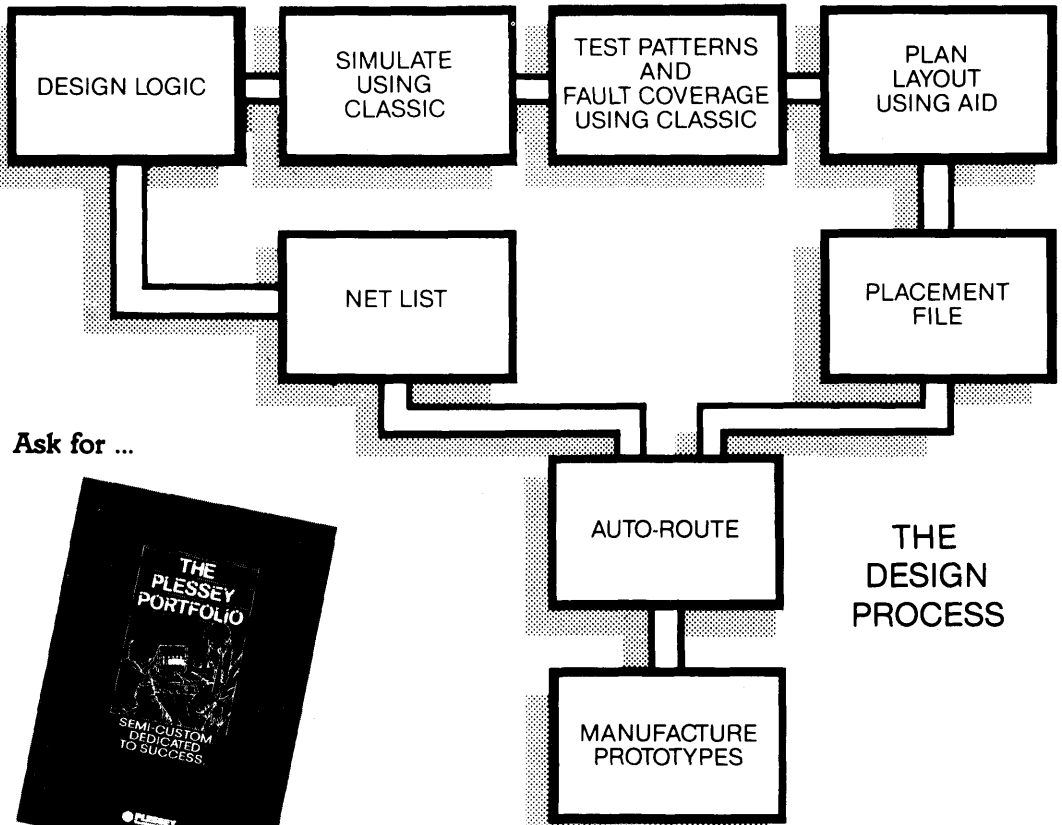 DESIGN LOGIC
SIMULATE
USING
CLASSIC
TEST PATTERNS
AND
FAULT COVERAGE
USING CLASSIC
PLAN
LAYOUT
USING AID
NET LIST
PLACEMENT
FILE
Ask for ...
THE
PLESSEY
PORTFOLIO
SEMI-CUSTOM
DEDICATED
TO SUCCESS.
PLESSEY
AUTO-ROUTE
THE
DESIGN
PROCESS
MANUFACTURE
PROTOTYPES